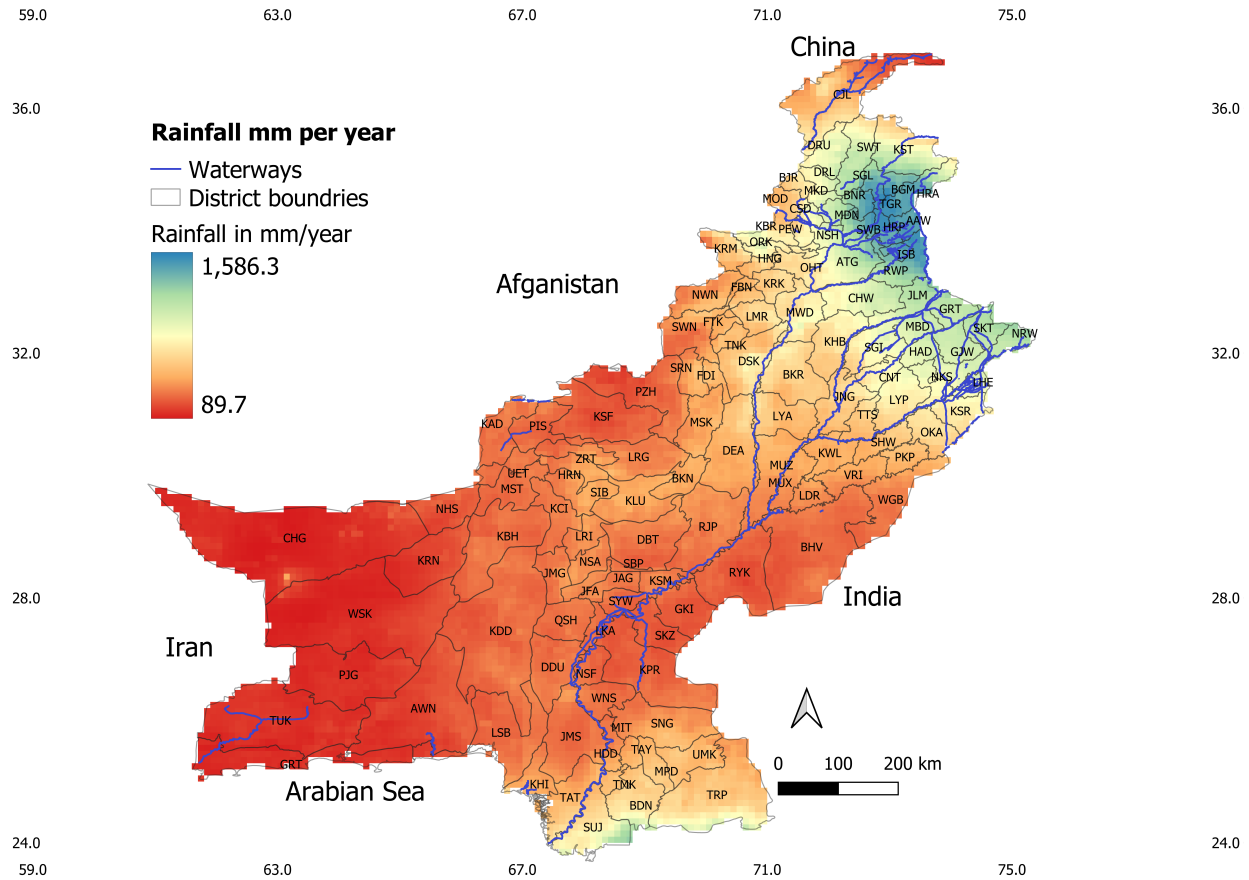 59.0 63.0 67.0 71.0 75.0
China
36.0 36.0
CJL
Rainfall mm per year
Waterways
District boundries
Rainfall in mm/year
1,586.3
89.7
DRU SWT KST
DRL SGL
BJR MKD BNR BGM HRA
MOD CSD TGR
MDN AAW
KBR PEW NSH SWB HRP
ORK
KRM HNG ATG ISB
OHT RWP
Afganistan
NWN FBN KRK
CHW JLM
LMR MWD GRT
SWN FTK MBD SKT NRW
32.0 32.0
TNK KHB SGI HAD GJW
DSK
SRN FDI BKR CNT NKS LHE
PZH
JNG LYP
KSF LYA TTS KSR
KAD PIS MSK OKA
SHW
ZRT LRG DEA KWL PKP
UET HRN MUZ VRI
MST SIB KLU BKN MUX
LDR WGB
NHS KCI
RJP
CHG KBH LRI DBT BHV
KRN NSA SBP
JMG JAG KSM RYK
JFA
28.0 28.0
SYW
India
WSK GKI
QSH
KDD LKA SKZ
Iran
PJG DDU NSF KPR
WNS
AWN
TUK MIT SNG
LSB JMS
HDD TAY UMK
GRT MPD
0 100 200 km
KHI TMK
Arabian Sea
TAT TRP
BDN
SUJ
24.0 24.0
59.0 63.0 67.0 71.0 75.0